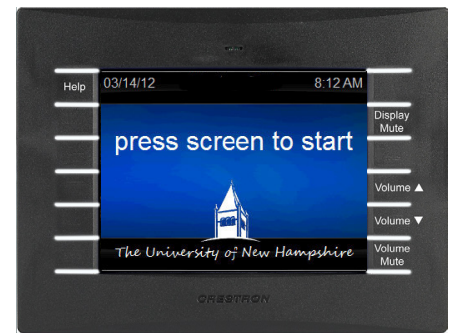 03/14/12 8:12 AM
Help
Display
Mute
press screen to start
Volume ▲
Volume ▼
The University of New Hampshire
Volume
Mute
CRESTRON